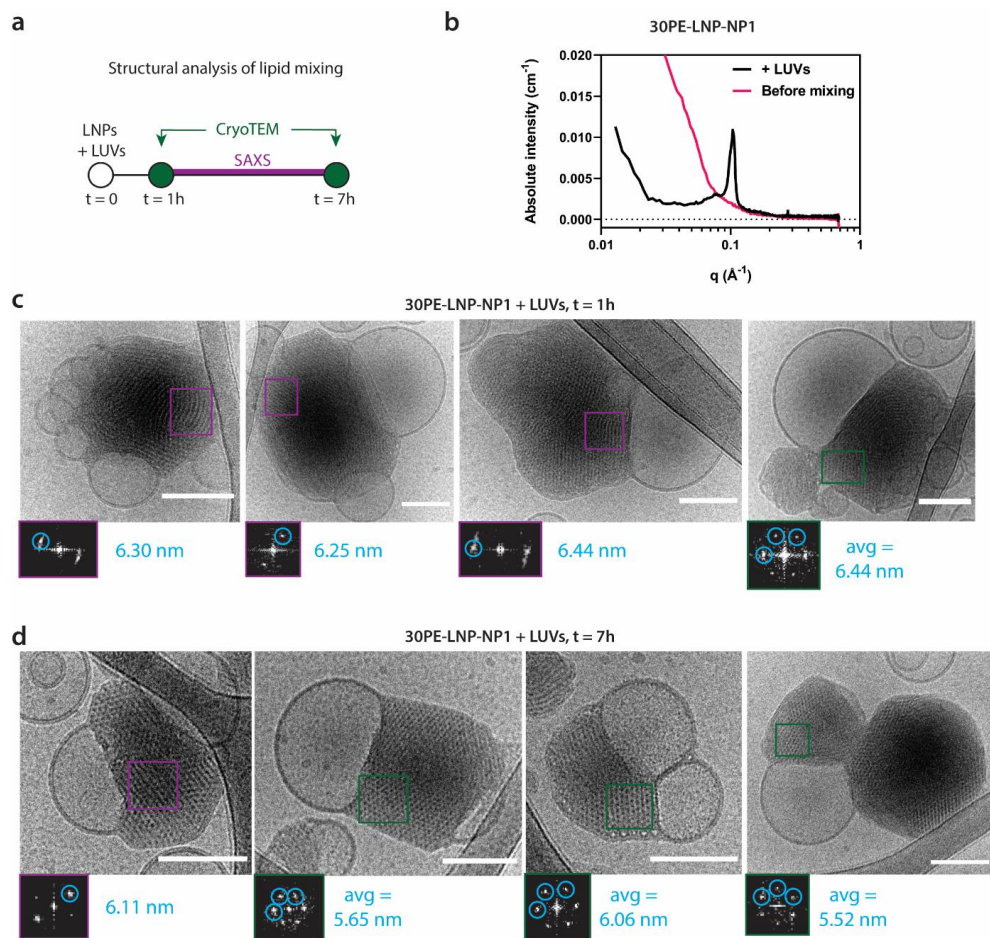 a
Structural analysis of lipid mixing
LNPs
+ LUVs
CryoTEM
SAXS
t = 0
t = 1h
t = 7h
b
30PE-LNP-NP1
Absolute intensity (cm⁻¹)
0.020
0.015
0.010
0.005
0.000
+ LUVs
Before mixing
0.01
0.1
1
q (Å⁻¹)
c
30PE-LNP-NP1 + LUVs, t = 1h
6.30 nm
6.25 nm
6.44 nm
avg =
6.44 nm
d
30PE-LNP-NP1 + LUVs, t = 7h
6.11 nm
avg =
5.65 nm
avg =
6.06 nm
avg =
5.52 nm